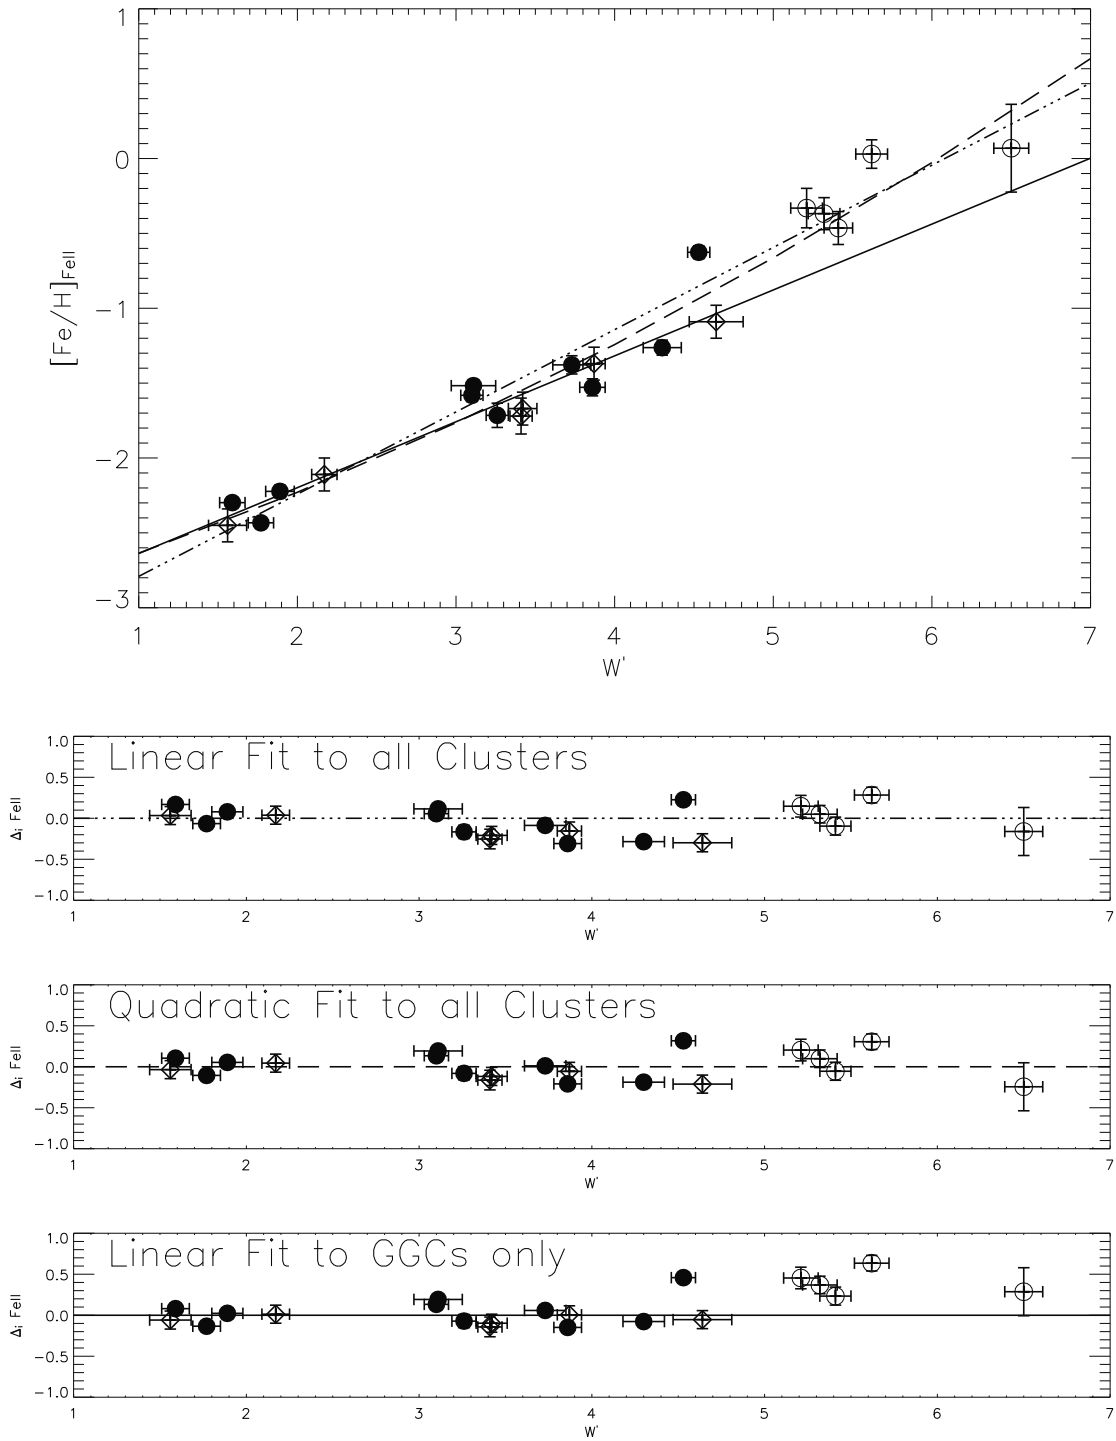 1
0
−1
−2
−3
[Fe/H]FeII
1 2 3 4 5 6 7
W'
Linear Fit to all Clusters
1.0
0.5
0.0
−0.5
−1.0
Δi FeII
1 2 3 4 5 6 7
W'
Quadratic Fit to all Clusters
1.0
0.5
0.0
−0.5
−1.0
Δi FeII
1 2 3 4 5 6 7
W'
Linear Fit to GGCs only
1.0
0.5
0.0
−0.5
−1.0
Δi FeII
1 2 3 4 5 6 7
W'